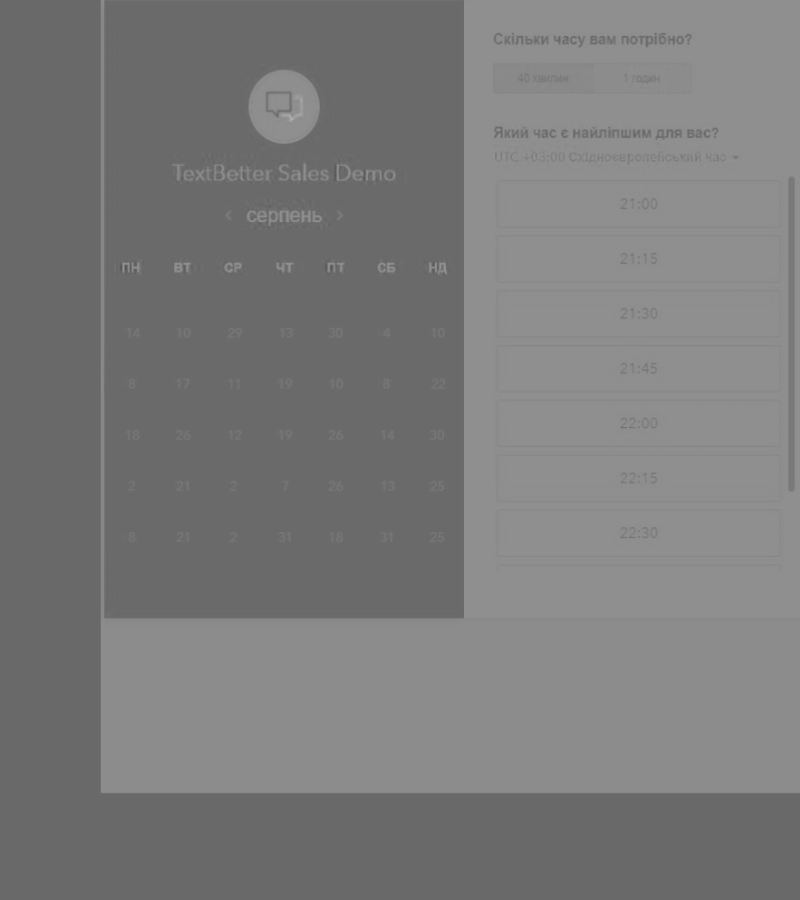 TextBetter Sales Demo
серпень
ПН ВТ СР ЧТ ПТ СБ НД
14 10 29 13 30 4 10
8 17 11 19 10 8 22
18 26 12 19 26 14 30
2 21 2 7 26 13 25
8 21 2 31 18 31 25
Скільки часу вам потрібно?
40 хвилин 1 годин
Який час є найліпшим для вас?
UTC +03:00 Східноєвропейський час
21:00
21:15
21:30
21:45
22:00
22:15
22:30